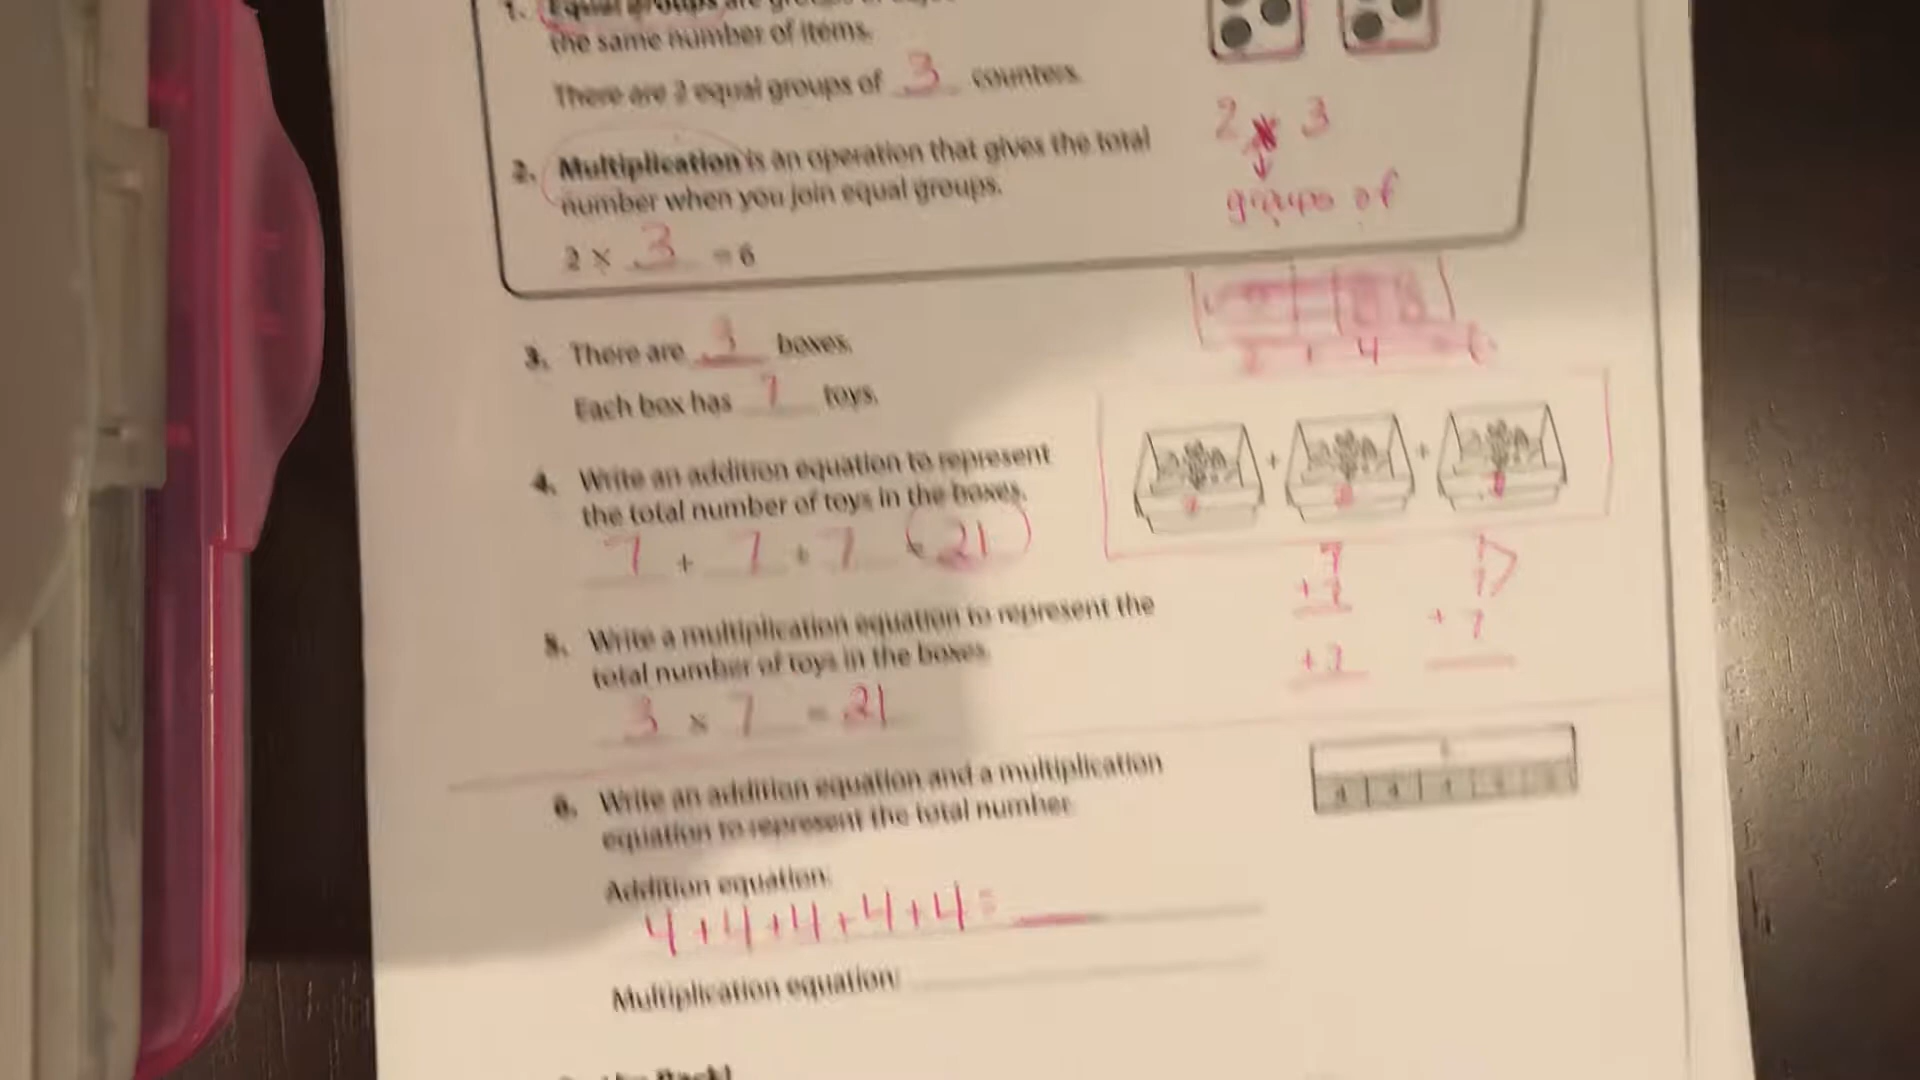 1. Equal groups are
the same number of items.
There are 2 equal groups of 3 counters.
2 × 3
groups of
2. Multiplication is an operation that gives the total
number when you join equal groups.
2 × 3 = 6
3. There are 3 boxes.
Each box has 7 toys.
4. Write an addition equation to represent
the total number of toys in the boxes.
7 + 7 + 7 = 21
5. Write a multiplication equation to represent the
total number of toys in the boxes.
3 × 7 = 21
6. Write an addition equation and a multiplication
equation to represent the total number.
Addition equation:
4+4+4+4+4=
Multiplication equation: